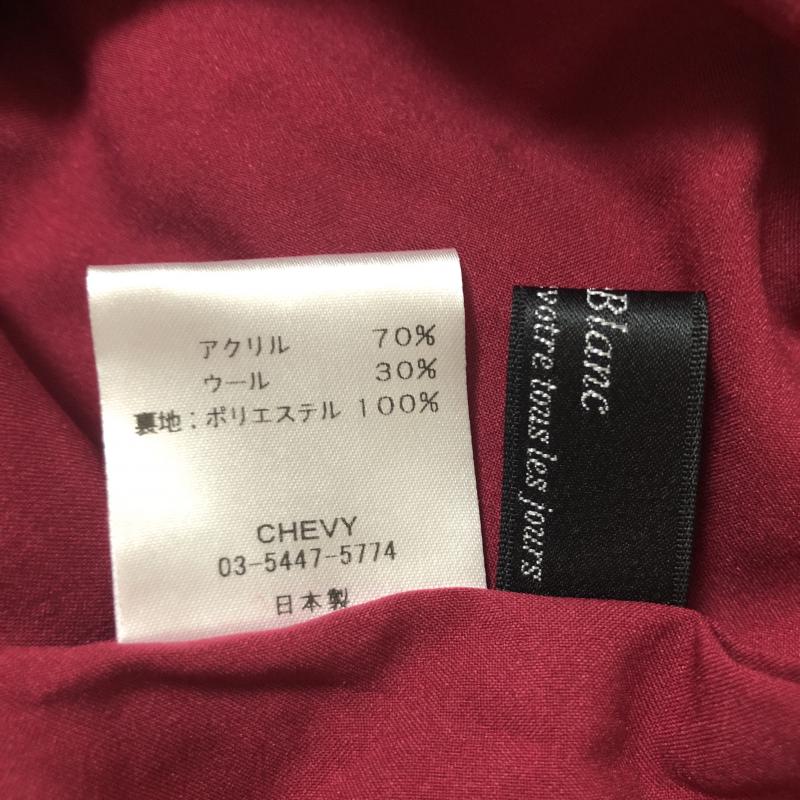 アクリル 70%
ウール 30%
裏地:ポリエステル 100%
CHEVY
03-5447-5774
日本製
Blanc
votre tous les jours